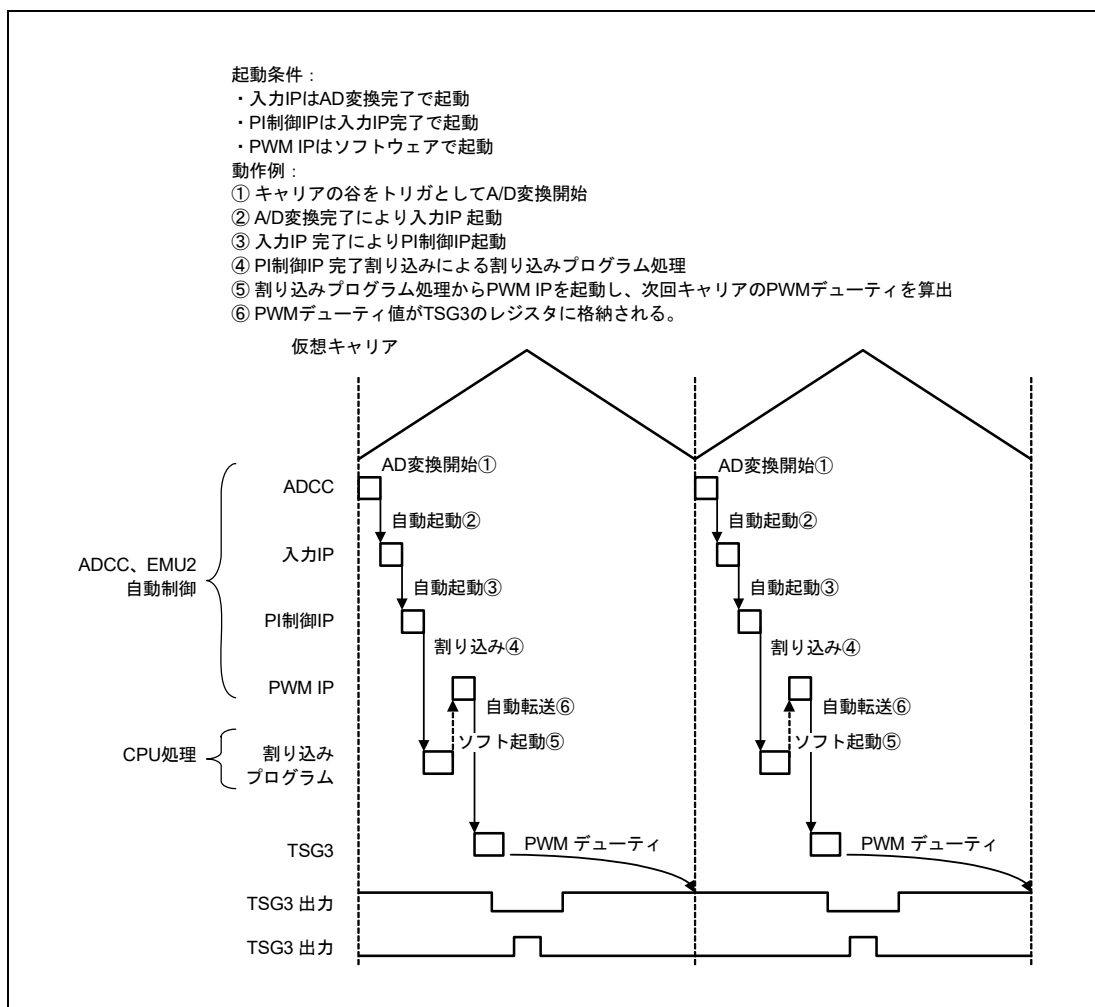 起動条件：
・入力IPはAD変換完了で起動
・PI制御IPは入力IP完了で起動
・PWM IPはソフトウェアで起動
動作例：
① キャリアの谷をトリガとしてA/D変換開始
② A/D変換完了により入力IP 起動
③ 入力IP 完了によりPI制御IP起動
④ PI制御IP 完了割り込みによる割り込みプログラム処理
⑤ 割り込みプログラム処理からPWM IPを起動し、次回キャリアのPWMデューティを算出
⑥ PWMデューティ値がTSG3のレジスタに格納される。
仮想キャリア
AD変換開始①
AD変換開始①
ADCC
自動起動②
自動起動②
入力IP
ADCC、EMU2
自動制御
自動起動③
自動起動③
PI制御IP
割り込み④
割り込み④
PWM IP
自動転送⑥
自動転送⑥
CPU処理
割り込み
プログラム
ソフト起動⑤
ソフト起動⑤
TSG3
PWM デューティ
PWM デューティ
TSG3 出力
TSG3 出力